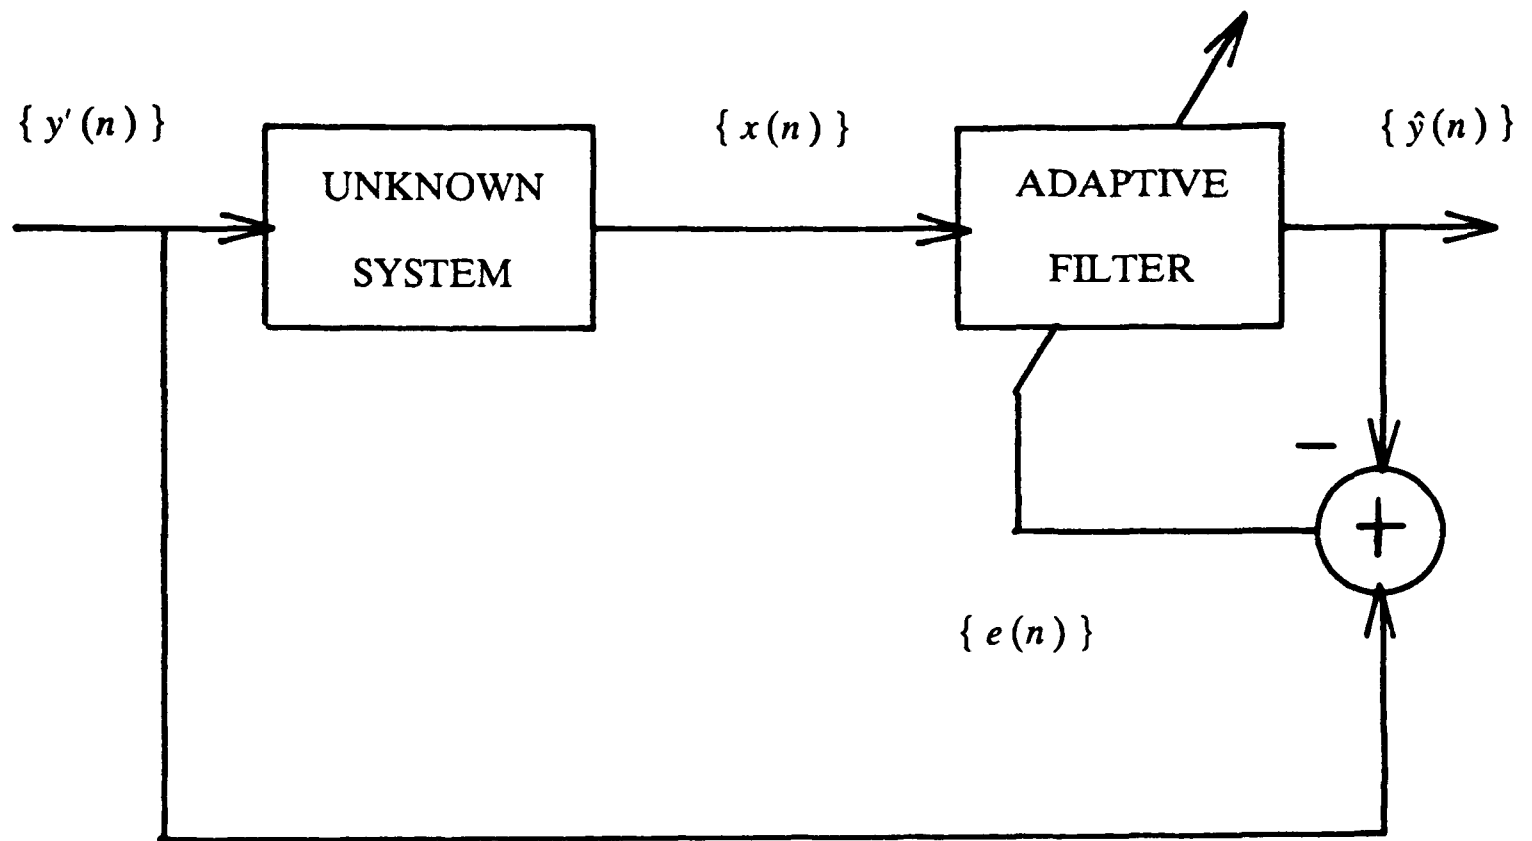 { y′(n) }
UNKNOWN
SYSTEM
{ x(n) }
ADAPTIVE
FILTER
{ ŷ(n) }
−
+
{ e(n) }